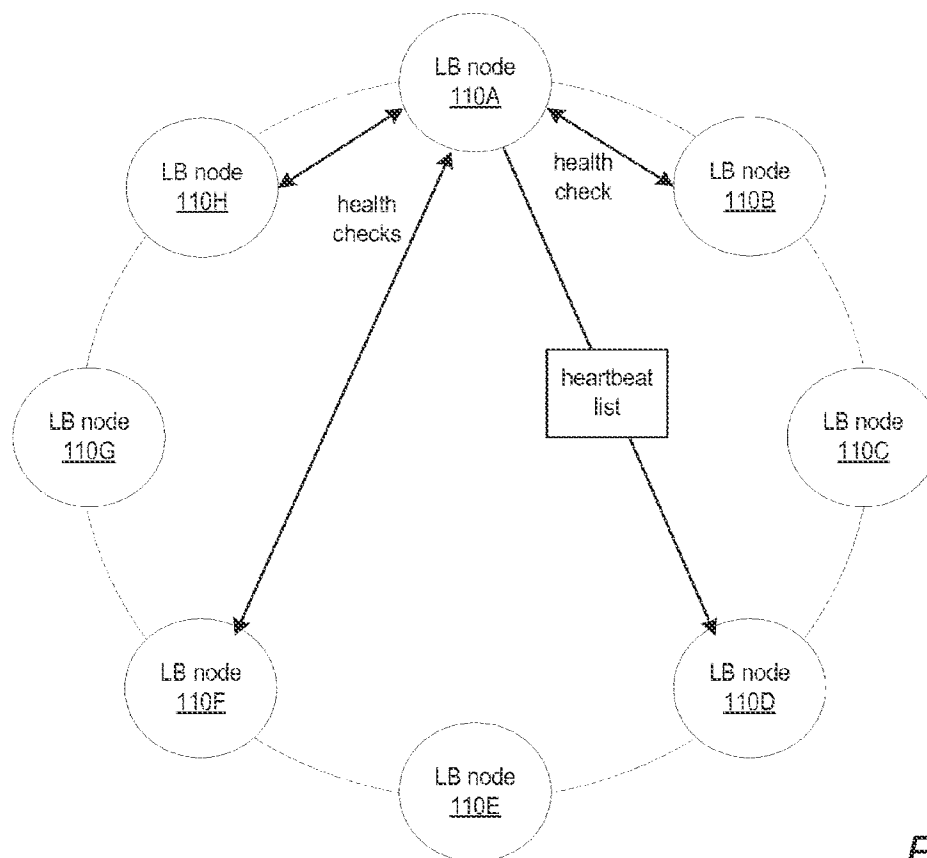 LB node
110A
LB node
110H
health
check
LB node
110B
health
checks
LB node
110G
heartbeat
list
LB node
110C
LB node
110F
LB node
110D
LB node
110E
F